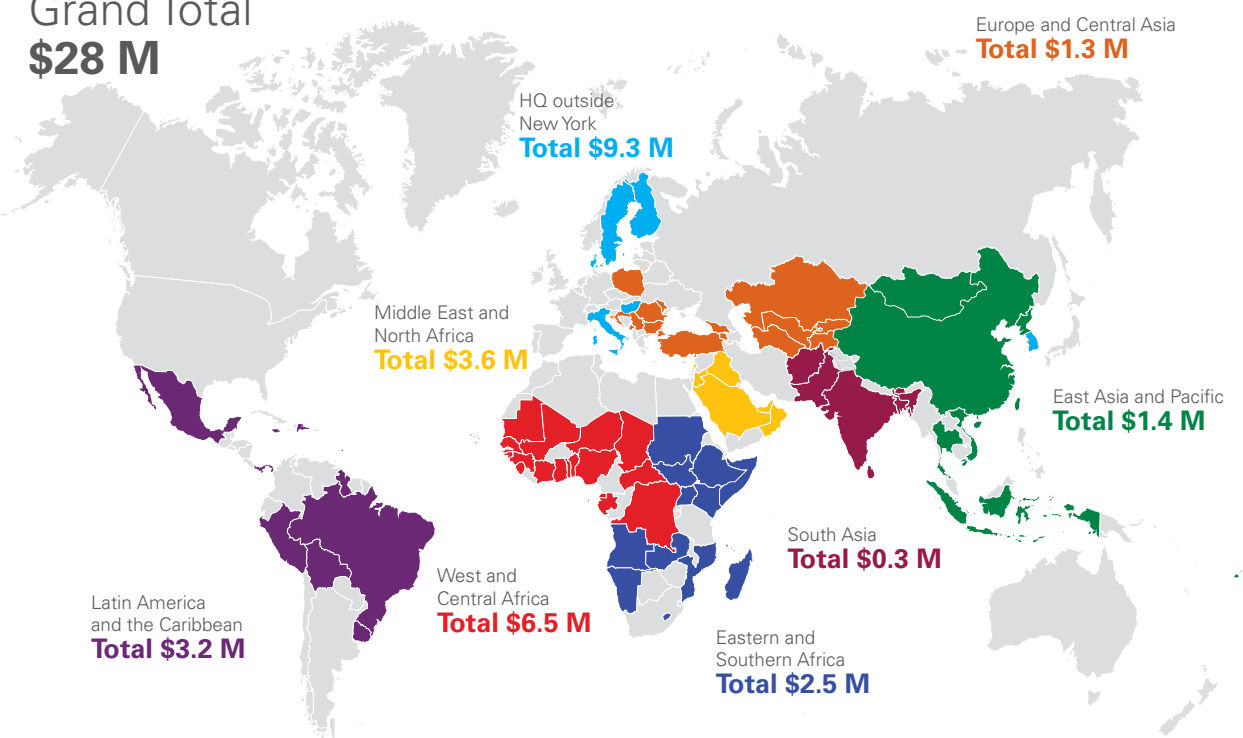 Grand Total
$28 M
Europe and Central Asia
Total $1.3 M
HQ outside
New York
Total $9.3 M
Middle East and
North Africa
Total $3.6 M
East Asia and Pacific
Total $1.4 M
South Asia
Total $0.3 M
West and
Central Africa
Total $6.5 M
Latin America
and the Caribbean
Total $3.2 M
Eastern and
Southern Africa
Total $2.5 M